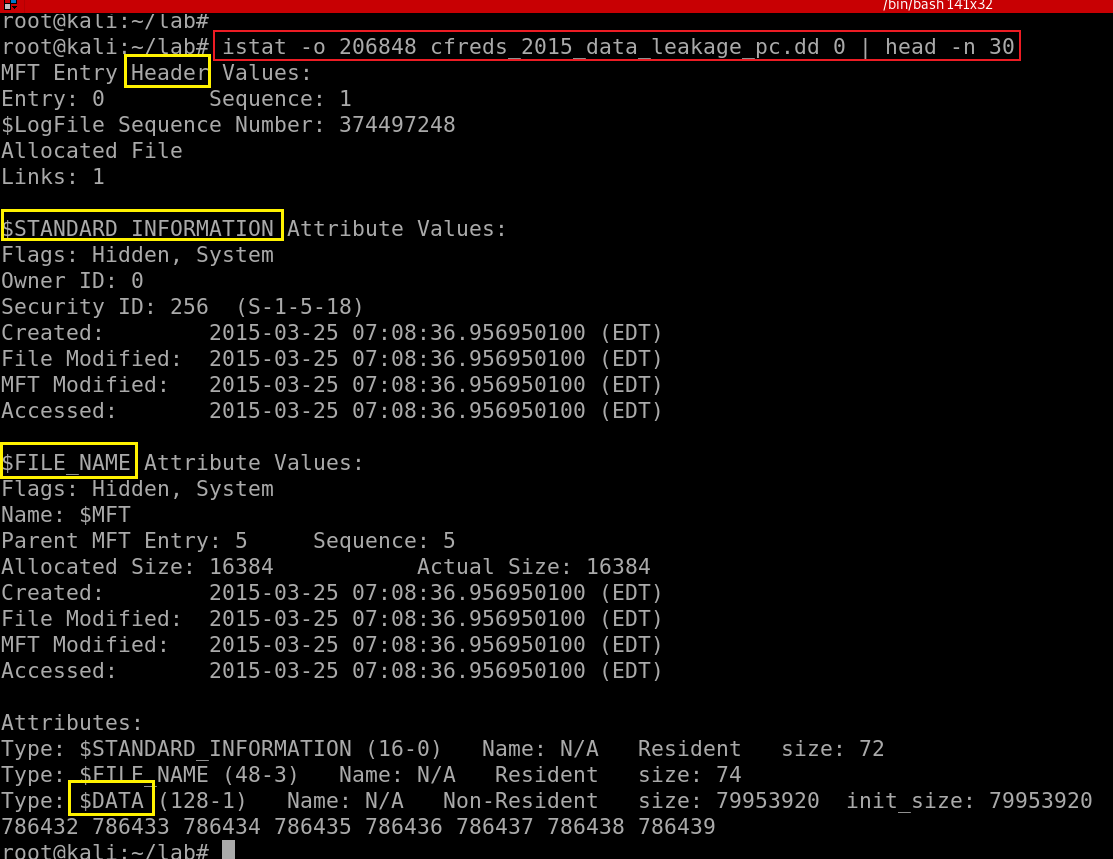 /bin/bash 141x32
root@kali:~/lab#
root@kali:~/lab# istat -o 206848 cfreds_2015_data_leakage_pc.dd 0 | head -n 30
MFT Entry Header Values:
Entry: 0        Sequence: 1
$LogFile Sequence Number: 374497248
Allocated File
Links: 1

$STANDARD_INFORMATION Attribute Values:
Flags: Hidden, System
Owner ID: 0
Security ID: 256  (S-1-5-18)
Created:        2015-03-25 07:08:36.956950100 (EDT)
File Modified:  2015-03-25 07:08:36.956950100 (EDT)
MFT Modified:   2015-03-25 07:08:36.956950100 (EDT)
Accessed:       2015-03-25 07:08:36.956950100 (EDT)

$FILE_NAME Attribute Values:
Flags: Hidden, System
Name: $MFT
Parent MFT Entry: 5     Sequence: 5
Allocated Size: 16384           Actual Size: 16384
Created:        2015-03-25 07:08:36.956950100 (EDT)
File Modified:  2015-03-25 07:08:36.956950100 (EDT)
MFT Modified:   2015-03-25 07:08:36.956950100 (EDT)
Accessed:       2015-03-25 07:08:36.956950100 (EDT)

Attributes:
Type: $STANDARD_INFORMATION (16-0)   Name: N/A   Resident   size: 72
Type: $FILE_NAME (48-3)   Name: N/A   Resident   size: 74
Type: $DATA (128-1)   Name: N/A   Non-Resident   size: 79953920  init_size: 79953920
786432 786433 786434 786435 786436 786437 786438 786439
root@kali:~/lab#